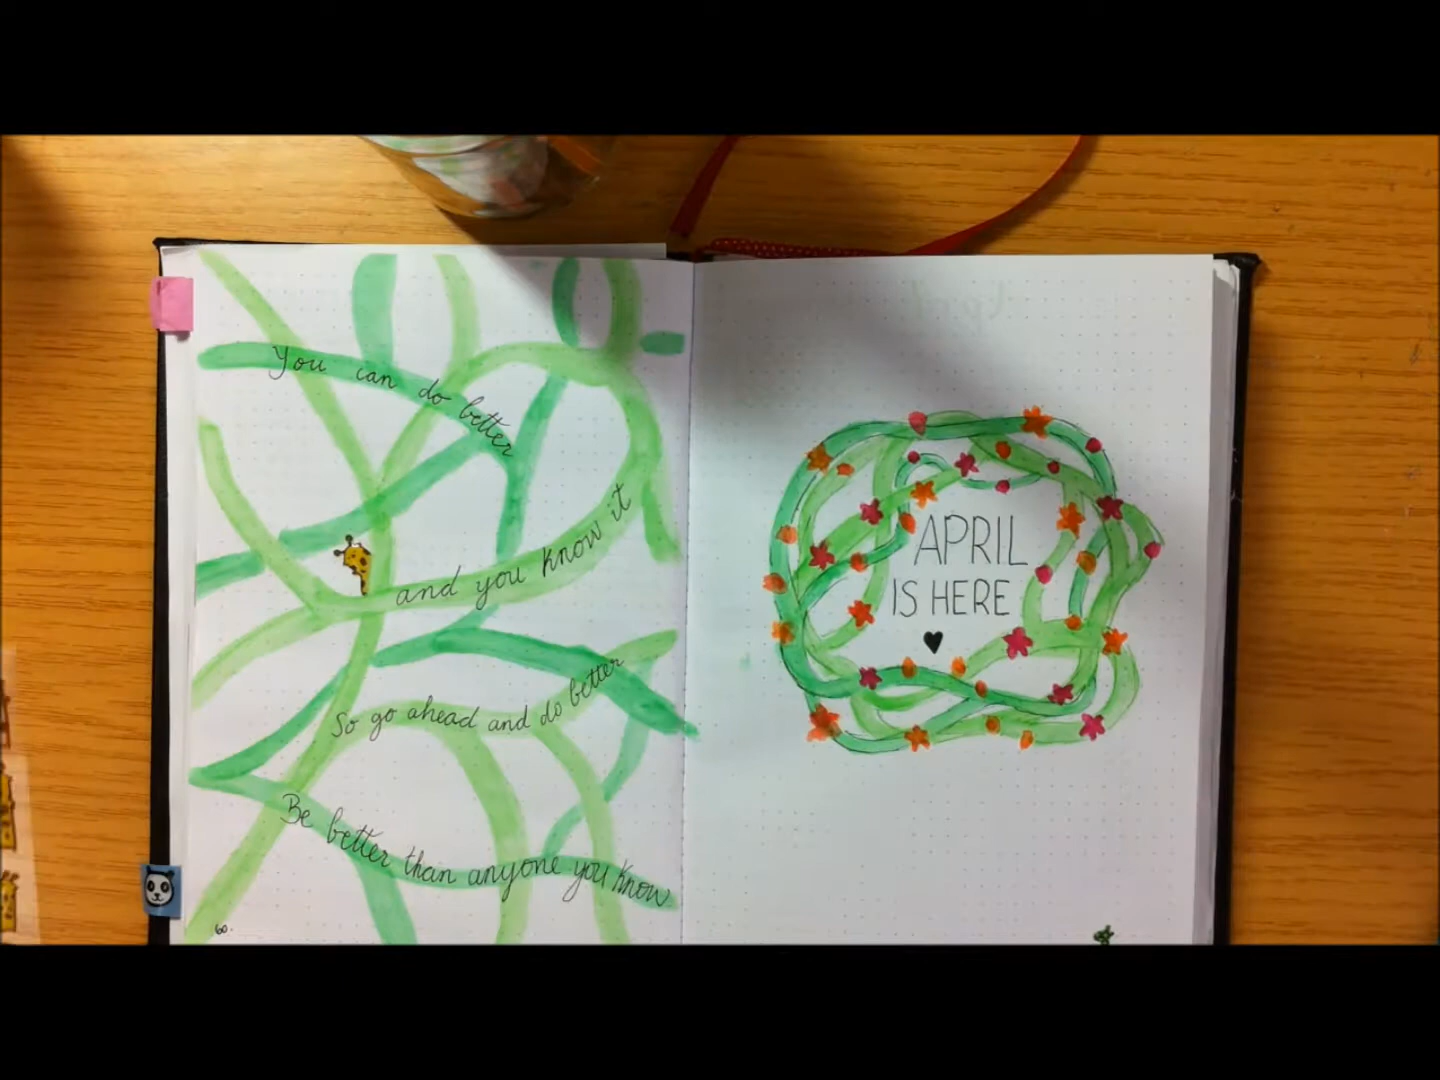 You can do better
and you know it
So go ahead and do better
Be better than anyone you know
60.
APRIL
IS HERE